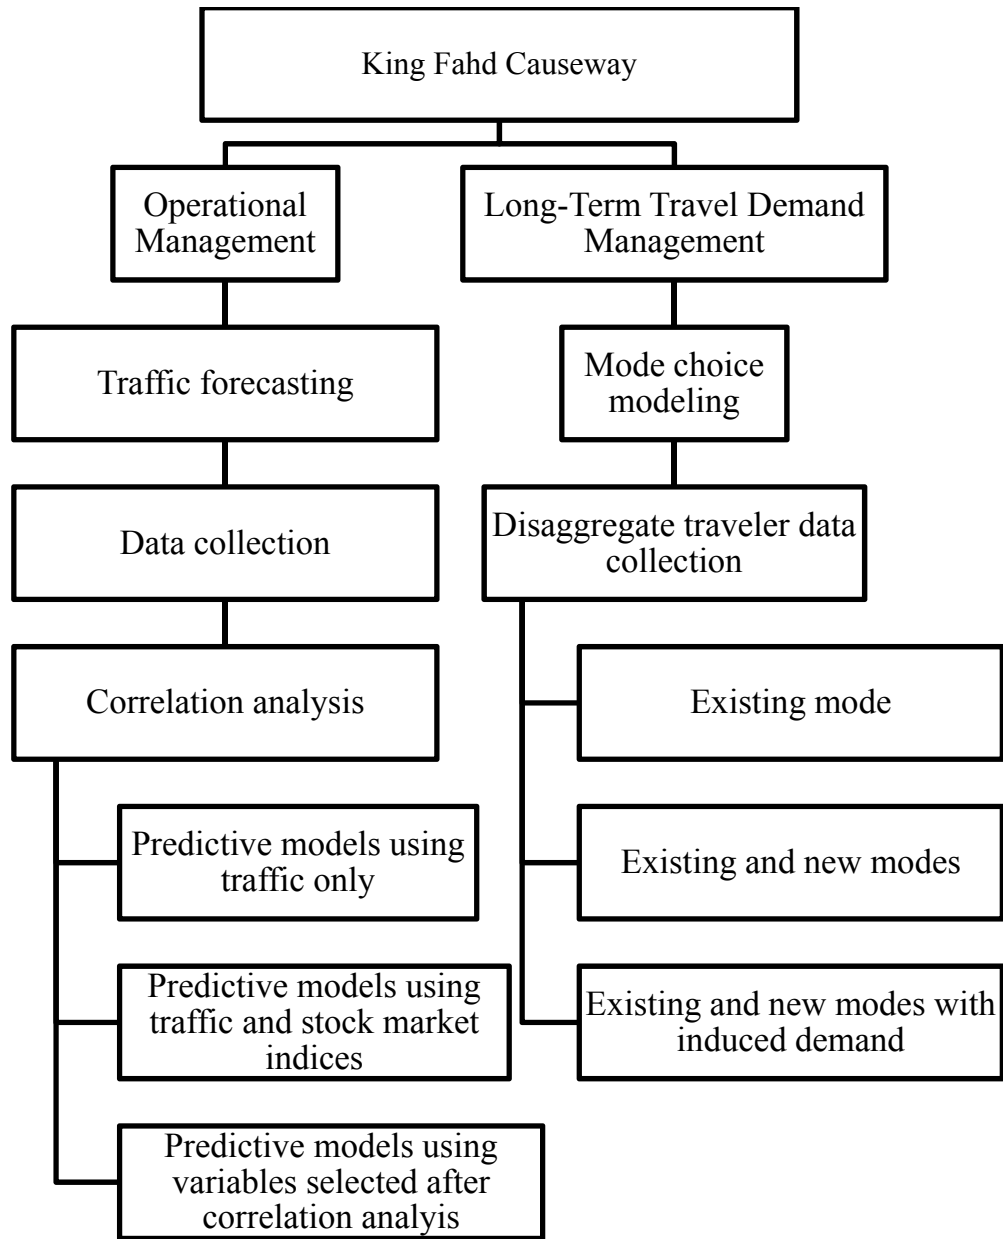 King Fahd Causeway
Operational
Management
Long-Term Travel Demand
Management
Traffic forecasting
Mode choice
modeling
Data collection
Disaggregate traveler data
collection
Correlation analysis
Existing mode
Predictive models using
traffic only
Existing and new modes
Predictive models using
traffic and stock market
indices
Existing and new modes with
induced demand
Predictive models using
variables selected after
correlation analyis